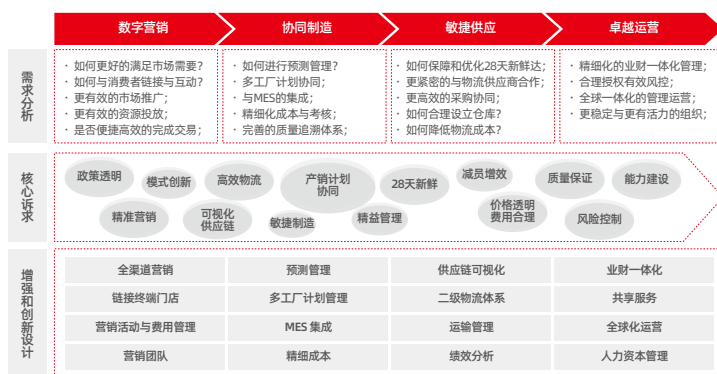 数字营销
协同制造
敏捷供应
卓越运营
需求分析
· 如何更好的满足市场需要?
· 如何与消费者链接与互动?
· 更有效的市场推广;
· 更有效的资源投放;
· 是否便捷高效的完成交易;
· 如何进行预测管理?
· 多工厂计划协同;
· 与MES的集成;
· 精细化成本与考核;
· 完善的质量追溯体系;
· 如何保障和优化28天新鲜达;
· 更紧密的与物流供应商合作;
· 更高效的采购协同;
· 如何合理设立仓库?
· 如何降低物流成本?
· 精细化的业财一体化管理;
· 合理授权有效风控;
· 全球一体化的管理运营;
· 更稳定与更有活力的组织;
核心诉求
政策透明
模式创新
高效物流
产销计划
协同
28天新鲜
减员增效
质量保证
能力建设
精准营销
可视化
供应链
敏捷制造
精益管理
价格透明
费用合理
风险控制
增强和创新设计
全渠道营销
预测管理
供应链可视化
业财一体化
链接终端门店
多工厂计划管理
二级物流体系
共享服务
营销活动与费用管理
MES 集成
运输管理
全球化运营
营销团队
精细成本
绩效分析
人力资本管理